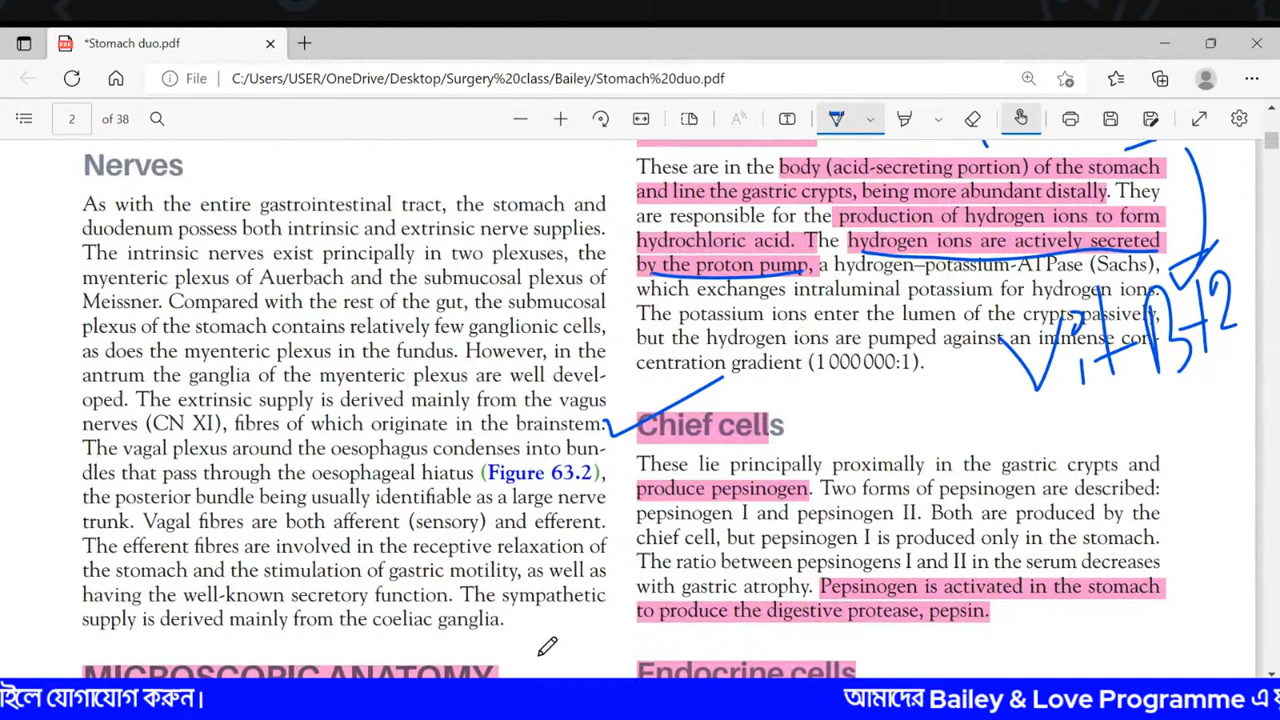 *Stomach duo.pdf
File
C:/Users/USER/OneDrive/Desktop/Surgery%20class/Bailey/Stomach%20duo.pdf
2
of 38
Nerves
As with the entire gastrointestinal tract, the stomach and
duodenum possess both intrinsic and extrinsic nerve supplies.
The intrinsic nerves exist principally in two plexuses, the
myenteric plexus of Auerbach and the submucosal plexus of
Meissner. Compared with the rest of the gut, the submucosal
plexus of the stomach contains relatively few ganglionic cells,
as does the myenteric plexus in the fundus. However, in the
antrum the ganglia of the myenteric plexus are well devel-
oped. The extrinsic supply is derived mainly from the vagus
nerves (CN XI), fibres of which originate in the brainstem.
The vagal plexus around the oesophagus condenses into bun-
dles that pass through the oesophageal hiatus (Figure 63.2),
the posterior bundle being usually identifiable as a large nerve
trunk. Vagal fibres are both afferent (sensory) and efferent.
The efferent fibres are involved in the receptive relaxation of
the stomach and the stimulation of gastric motility, as well as
having the well-known secretory function. The sympathetic
supply is derived mainly from the coeliac ganglia.
MICROSCOPIC ANATOMY
These are in the body (acid-secreting portion) of the stomach
and line the gastric crypts, being more abundant distally. They
are responsible for the production of hydrogen ions to form
hydrochloric acid. The hydrogen ions are actively secreted
by the proton pump, a hydrogen–potassium-ATPase (Sachs),
which exchanges intraluminal potassium for hydrogen ions.
The potassium ions enter the lumen of the crypts passively,
but the hydrogen ions are pumped against an immense con-
centration gradient (1 000 000:1).
Chief cells
These lie principally proximally in the gastric crypts and
produce pepsinogen. Two forms of pepsinogen are described:
pepsinogen I and pepsinogen II. Both are produced by the
chief cell, but pepsinogen I is produced only in the stomach.
The ratio between pepsinogens I and II in the serum decreases
with gastric atrophy. Pepsinogen is activated in the stomach
to produce the digestive protease, pepsin.
Endocrine cells
যোগাযোগ করুন।
আমাদের Bailey & Love Programme এ